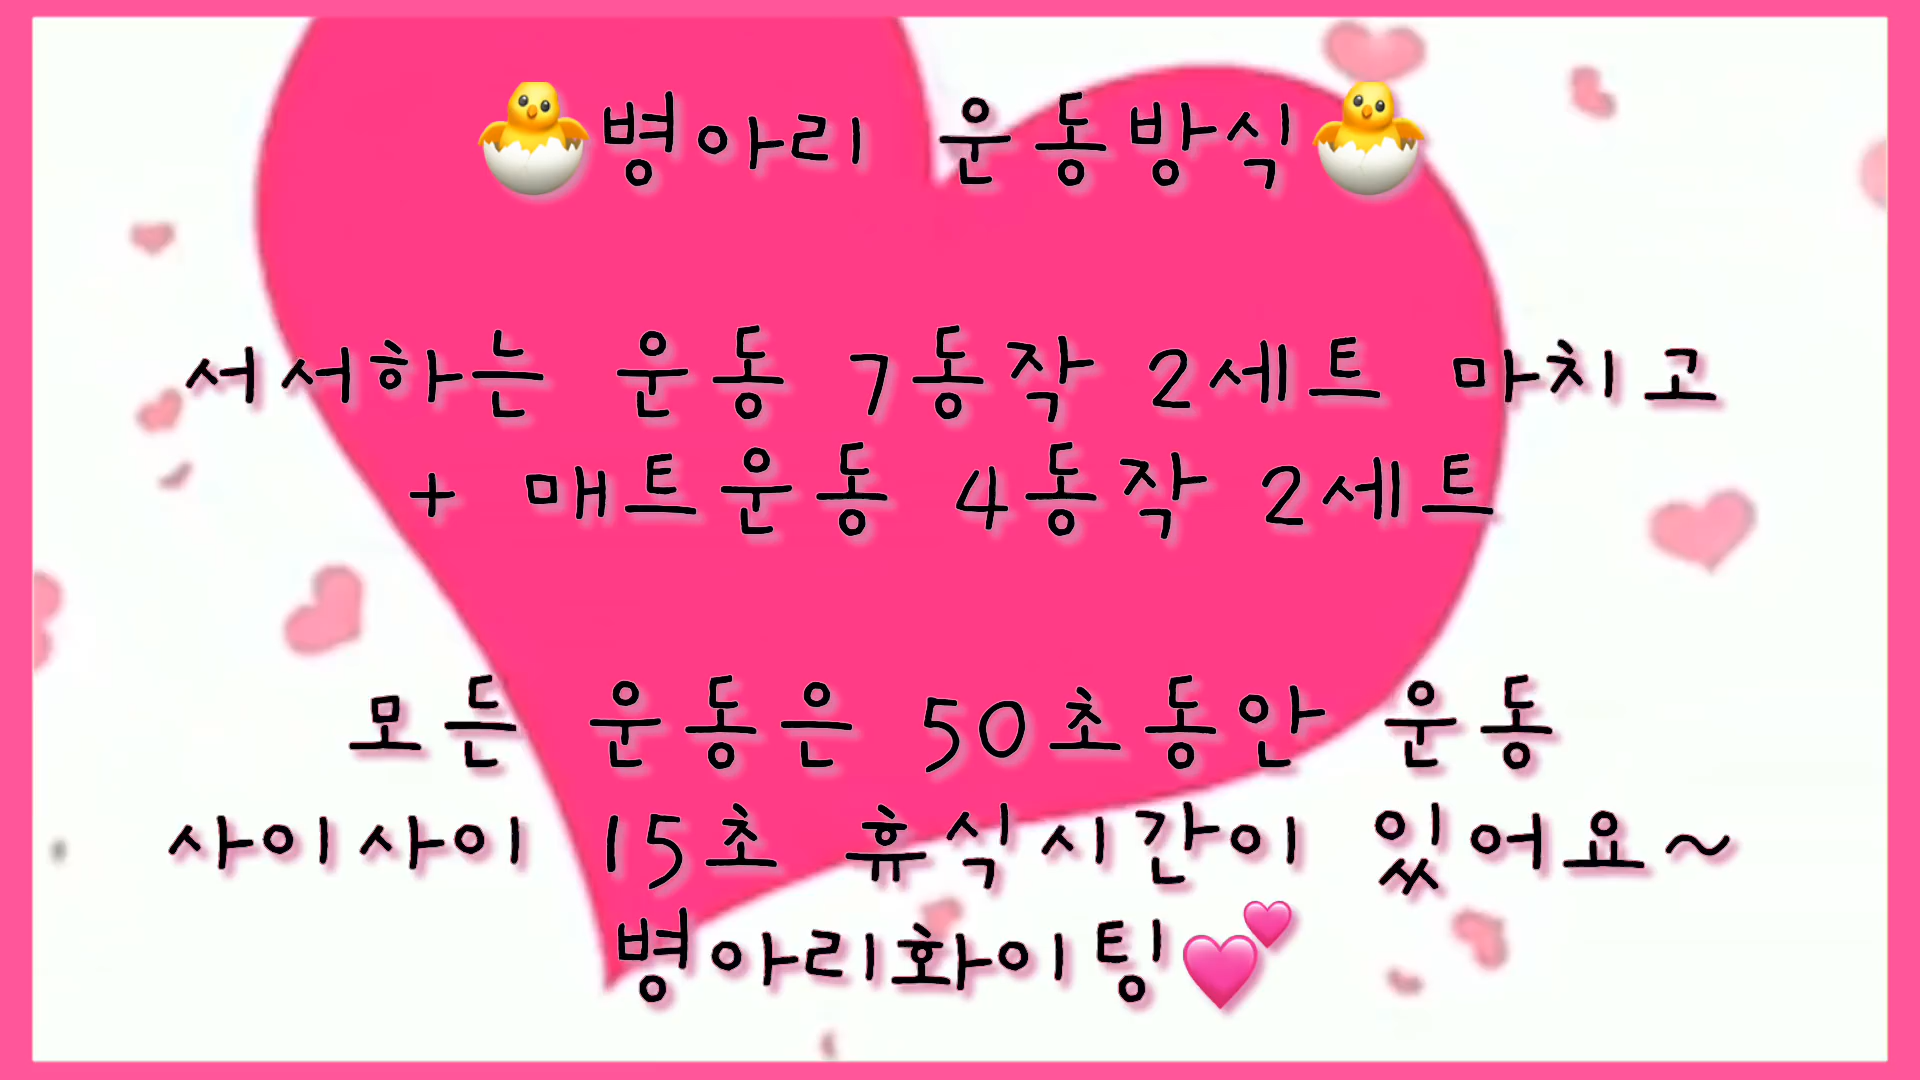 🐣병아리 운동방식🐣
서서하는 운동 7동작 2세트 마치고
+ 매트운동 4동작 2세트
모든 운동은 50초동안 운동
사이사이 15초 휴식시간이 있어요~
병아리화이팅💕